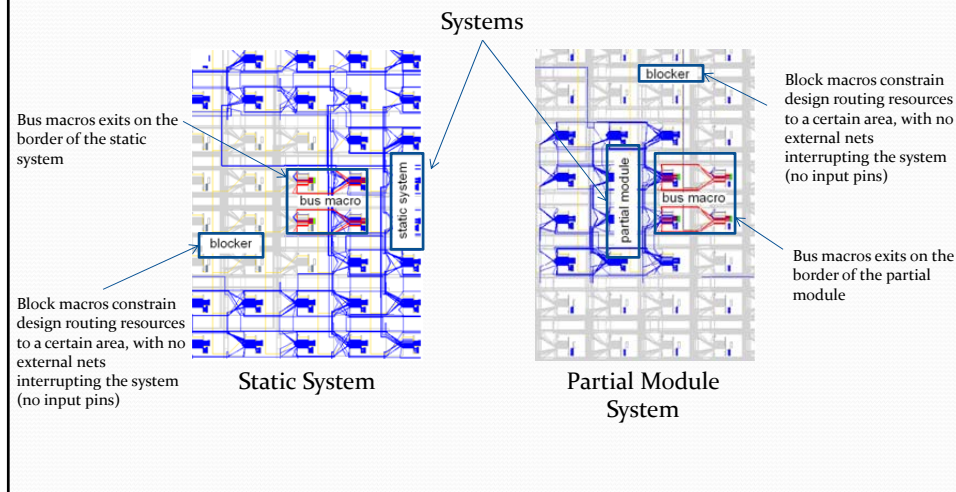 Systems
Bus macros exits on the
border of the static
system
blocker
Block macros constrain
design routing resources
to a certain area, with no
external nets
interrupting the system
(no input pins)
bus macro
static system
Static System
blocker
partial module
bus macro
Partial Module
System
Block macros constrain
design routing resources
to a certain area, with no
external nets
interrupting the system
(no input pins)
Bus macros exits on the
border of the partial
module